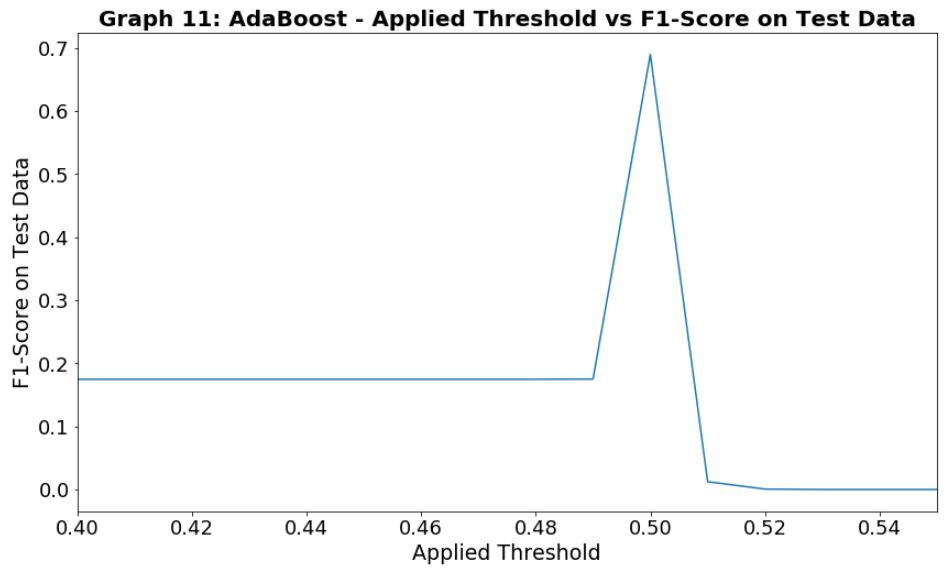 Graph 11: AdaBoost - Applied Threshold vs F1-Score on Test Data
F1-Score on Test Data
0.7
0.6
0.5
0.4
0.3
0.2
0.1
0.0
0.40 0.42 0.44 0.46 0.48 0.50 0.52 0.54
Applied Threshold